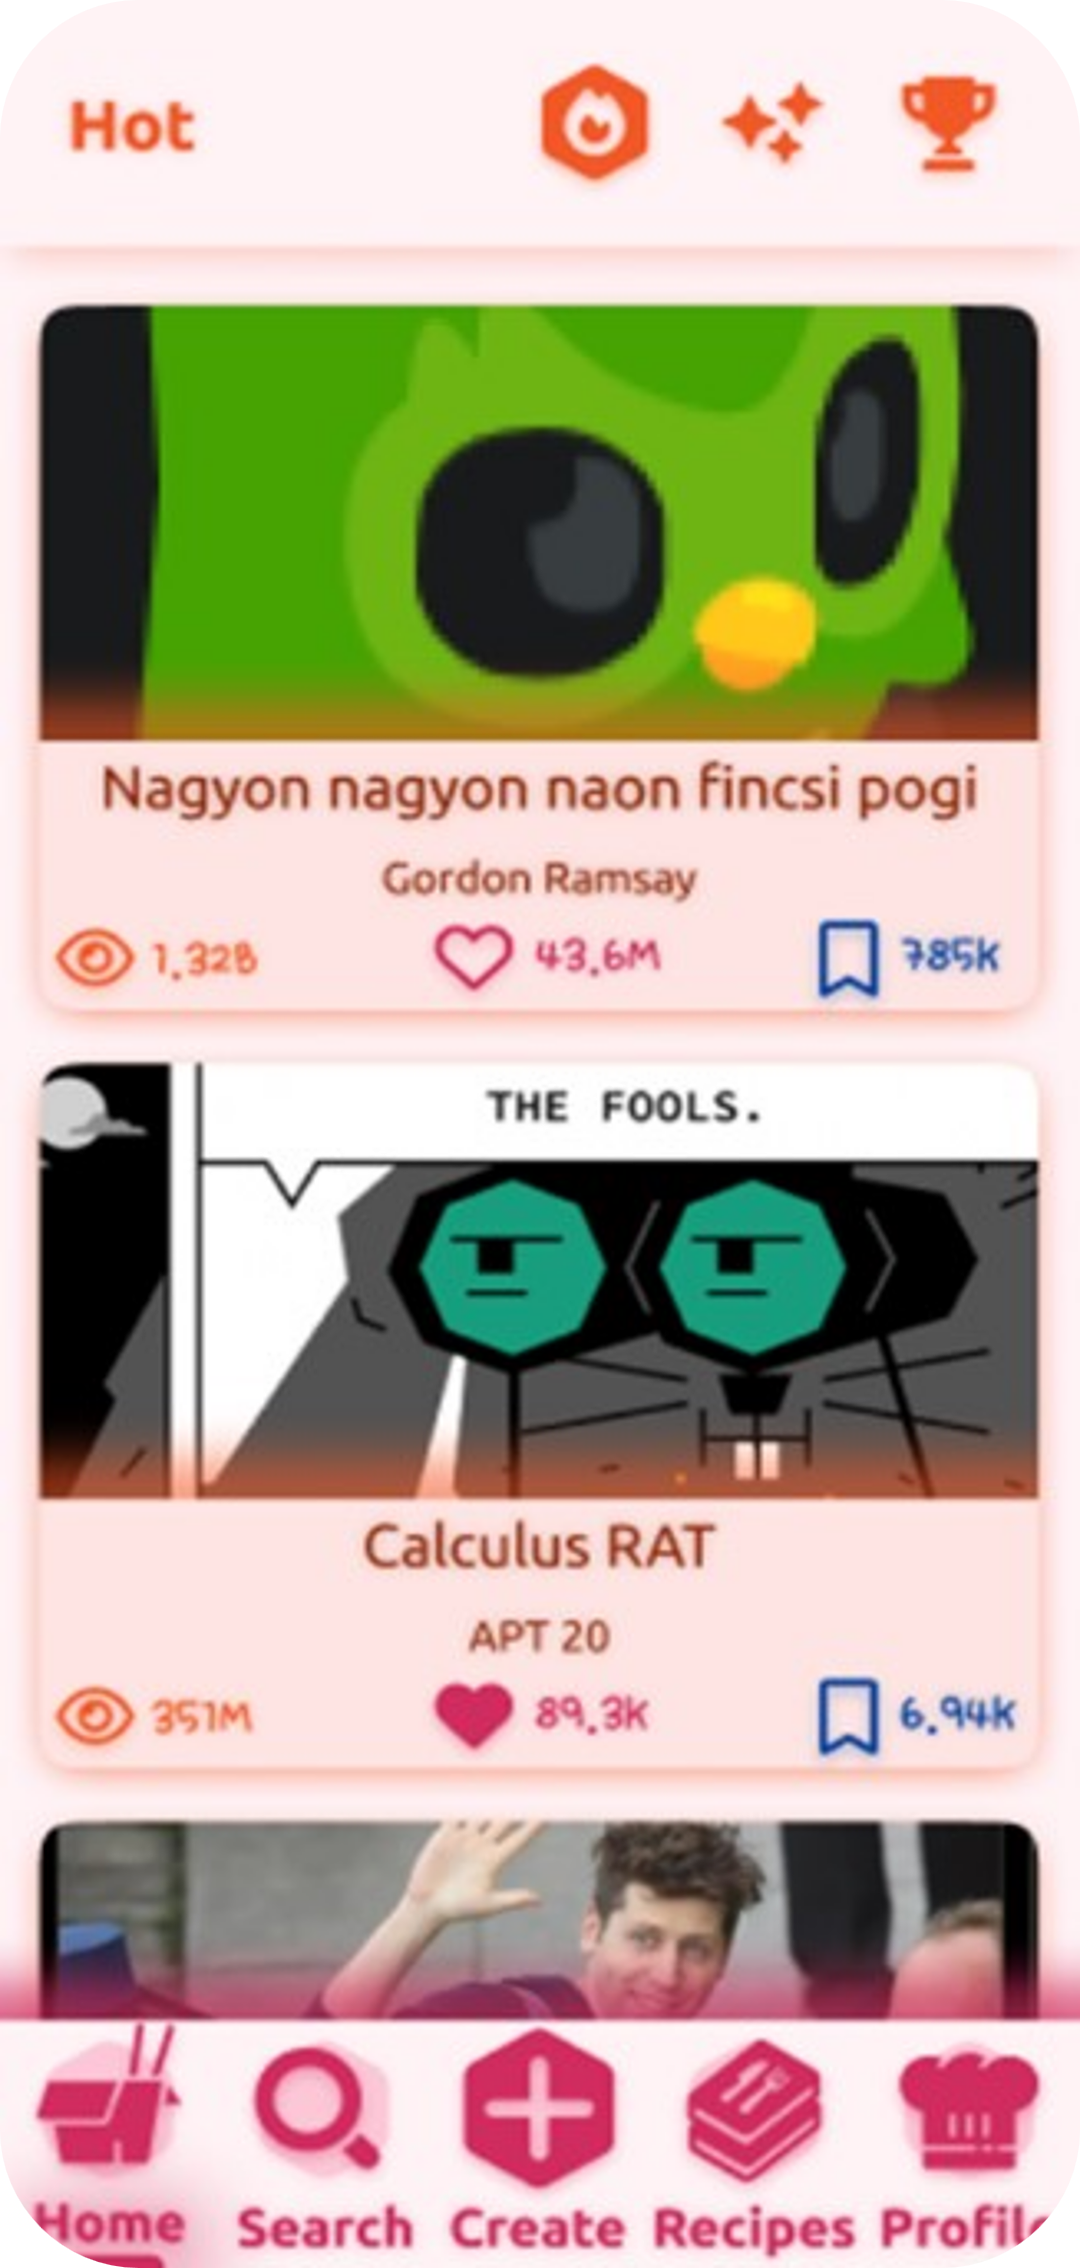 Hot
Nagyon nagyon naon fincsi pogi
Gordon Ramsay
1.32B 43.6M 785K
THE FOOLS.
Calculus RAT
APT 20
351M 89.3K 6.94K
Home Search Create Recipes Profile